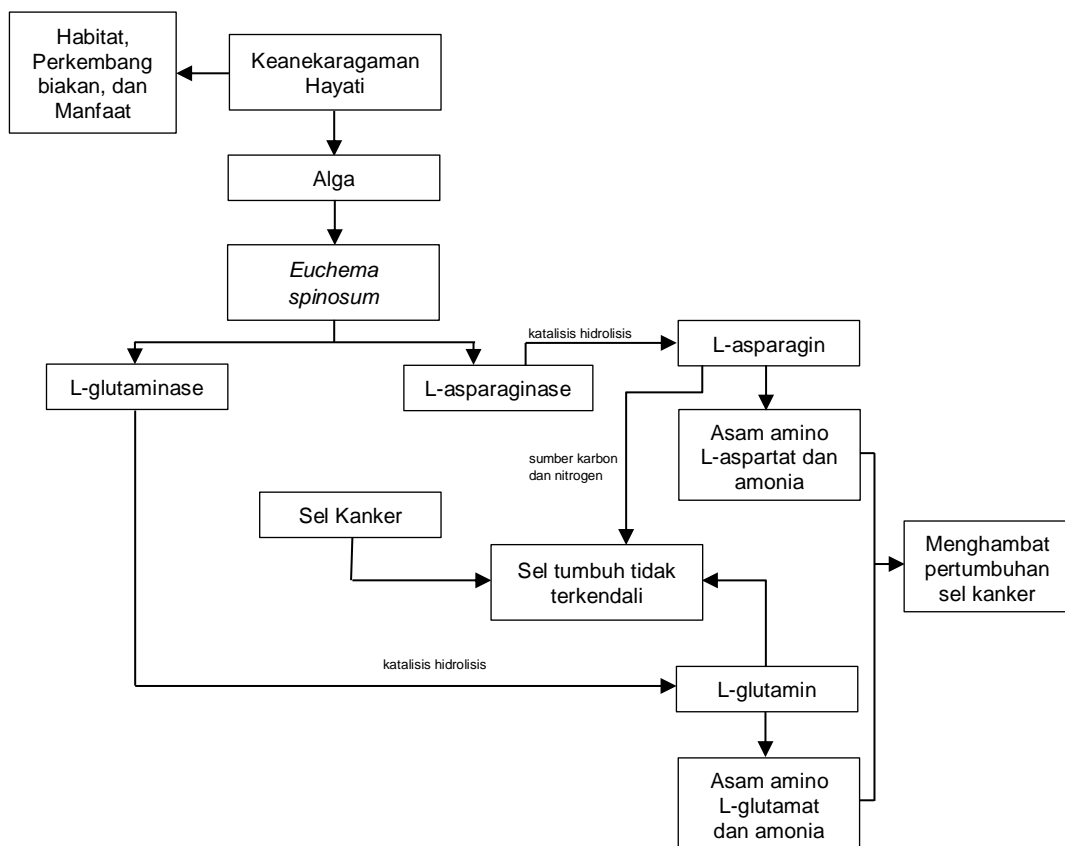 Habitat,
Perkembang
biakan, dan
Manfaat
Keanekaragaman
Hayati
Alga
Euchema
spinosum
L-glutaminase
L-asparaginase
katalisis hidrolisis
L-asparagin
Asam amino
L-aspartat dan
amonia
sumber karbon
dan nitrogen
Sel Kanker
Sel tumbuh tidak
terkendali
Menghambat
pertumbuhan
sel kanker
katalisis hidrolisis
L-glutamin
Asam amino
L-glutamat
dan amonia